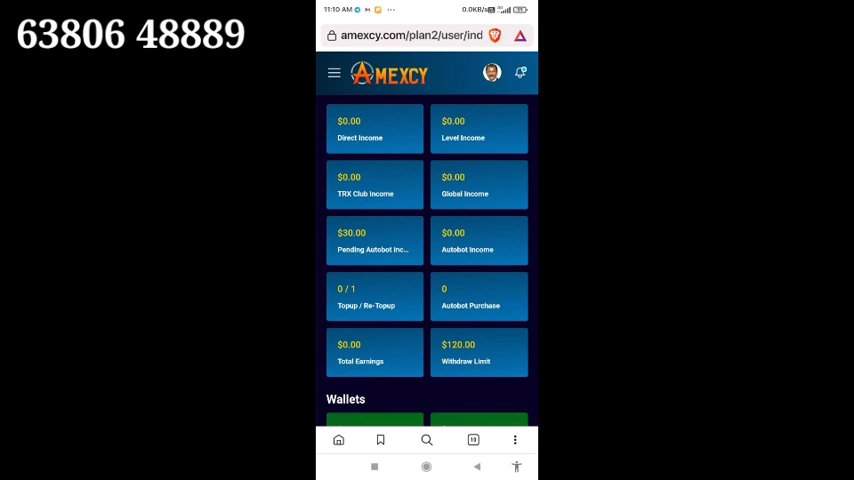 63806 48889
11:10 AM
0.0KB/s
amexcy.com/plan2/user/ind
AMEXCY
$0.00
Direct Income
$0.00
Level Income
$0.00
TRX Club Income
$0.00
Global Income
$30.00
Pending Autobot Inc...
$0.00
Autobot Income
0 / 1
Topup / Re-Topup
0
Autobot Purchase
$0.00
Total Earnings
$120.00
Withdraw Limit
Wallets